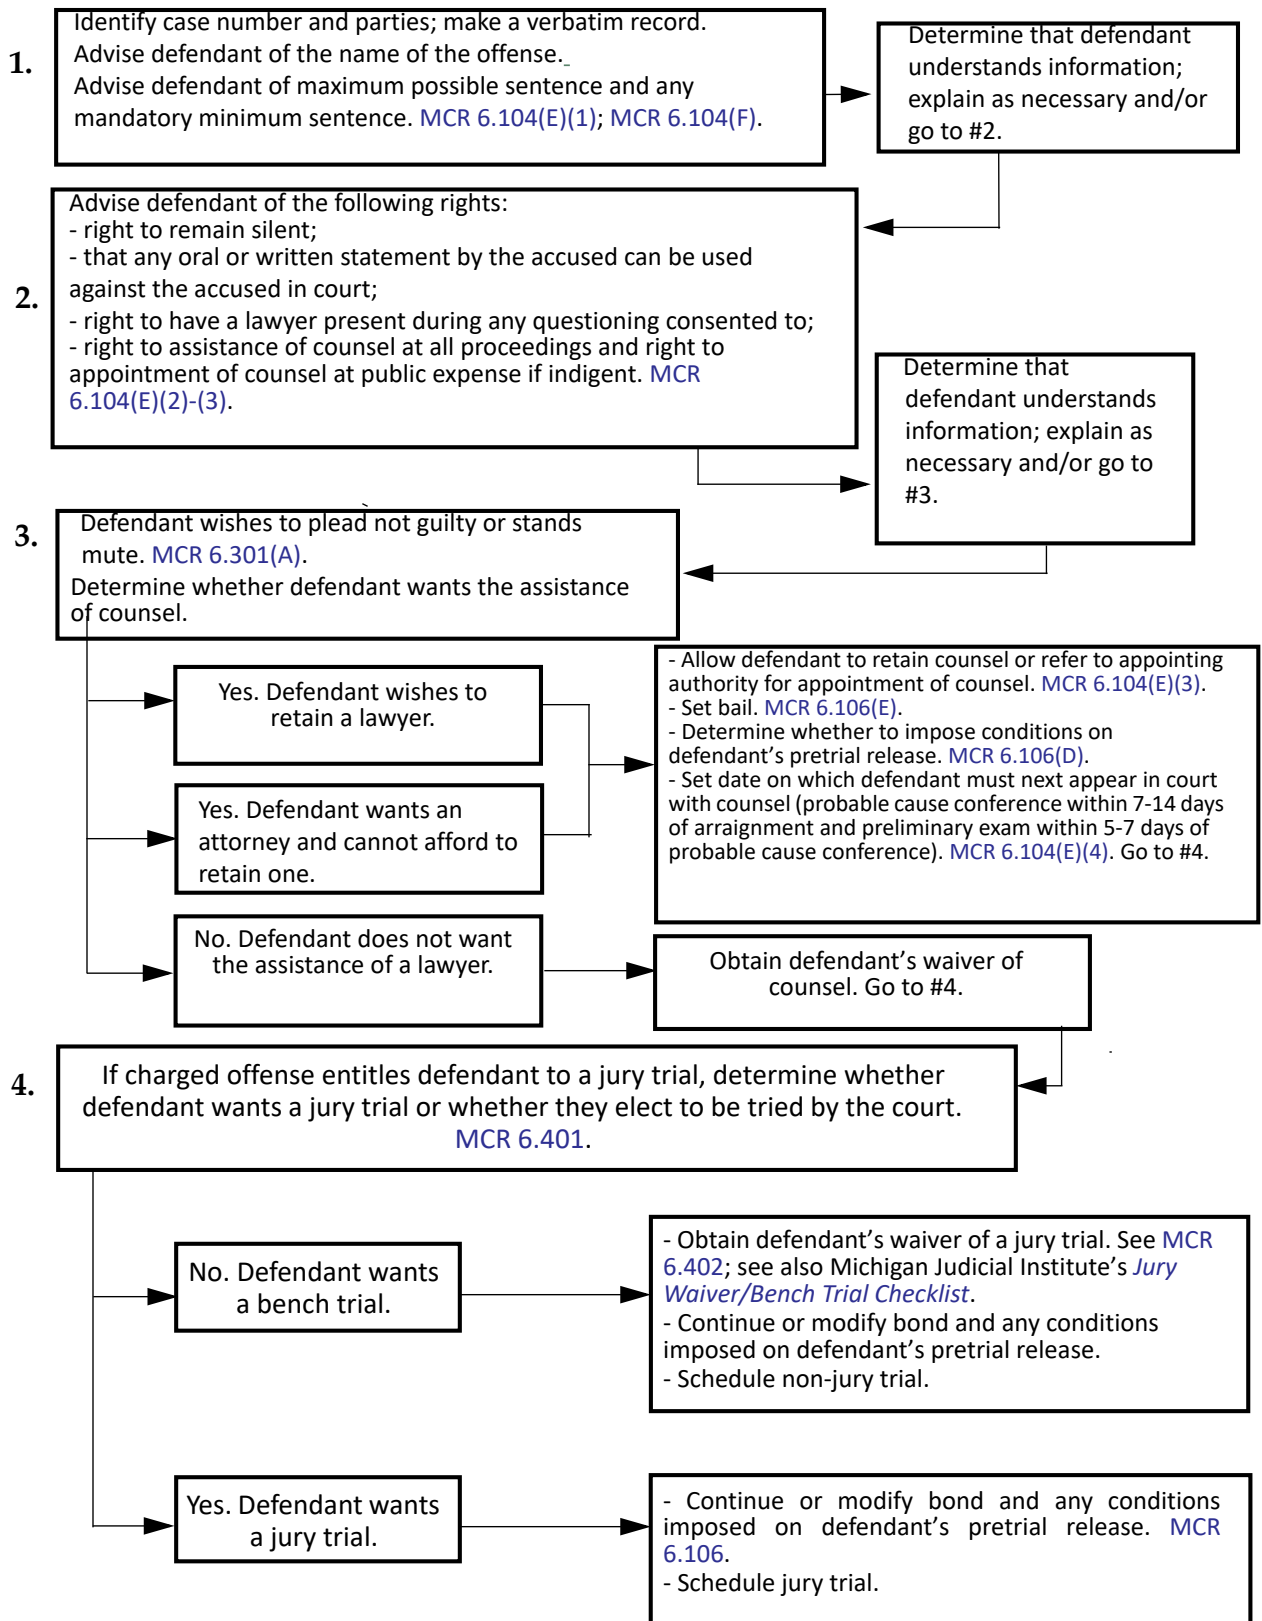 1.
Identify case number and parties; make a verbatim record.
Advise defendant of the name of the offense.
Advise defendant of maximum possible sentence and any
mandatory minimum sentence. MCR 6.104(E)(1); MCR 6.104(F).
Determine that defendant
understands information;
explain as necessary and/or
go to #2.
2.
Advise defendant of the following rights:
- right to remain silent;
- that any oral or written statement by the accused can be used
against the accused in court;
- right to have a lawyer present during any questioning consented to;
- right to assistance of counsel at all proceedings and right to
appointment of counsel at public expense if indigent. MCR
6.104(E)(2)-(3).
Determine that
defendant understands
information; explain as
necessary and/or go to
#3.
3.
Defendant wishes to plead not guilty or stands
mute. MCR 6.301(A).
Determine whether defendant wants the assistance
of counsel.
Yes. Defendant wishes to
retain a lawyer.
Yes. Defendant wants an
attorney and cannot afford to
retain one.
- Allow defendant to retain counsel or refer to appointing
authority for appointment of counsel. MCR 6.104(E)(3).
- Set bail. MCR 6.106(E).
- Determine whether to impose conditions on
defendant’s pretrial release. MCR 6.106(D).
- Set date on which defendant must next appear in court
with counsel (probable cause conference within 7-14 days
of arraignment and preliminary exam within 5-7 days of
probable cause conference). MCR 6.104(E)(4). Go to #4.
No. Defendant does not want
the assistance of a lawyer.
Obtain defendant’s waiver of
counsel. Go to #4.
4.
If charged offense entitles defendant to a jury trial, determine whether
defendant wants a jury trial or whether they elect to be tried by the court.
MCR 6.401.
No. Defendant wants
a bench trial.
- Obtain defendant’s waiver of a jury trial. See MCR
6.402; see also Michigan Judicial Institute’s Jury
Waiver/Bench Trial Checklist.
- Continue or modify bond and any conditions
imposed on defendant’s pretrial release.
- Schedule non-jury trial.
Yes. Defendant wants
a jury trial.
- Continue or modify bond and any conditions
imposed on defendant’s pretrial release. MCR
6.106.
- Schedule jury trial.